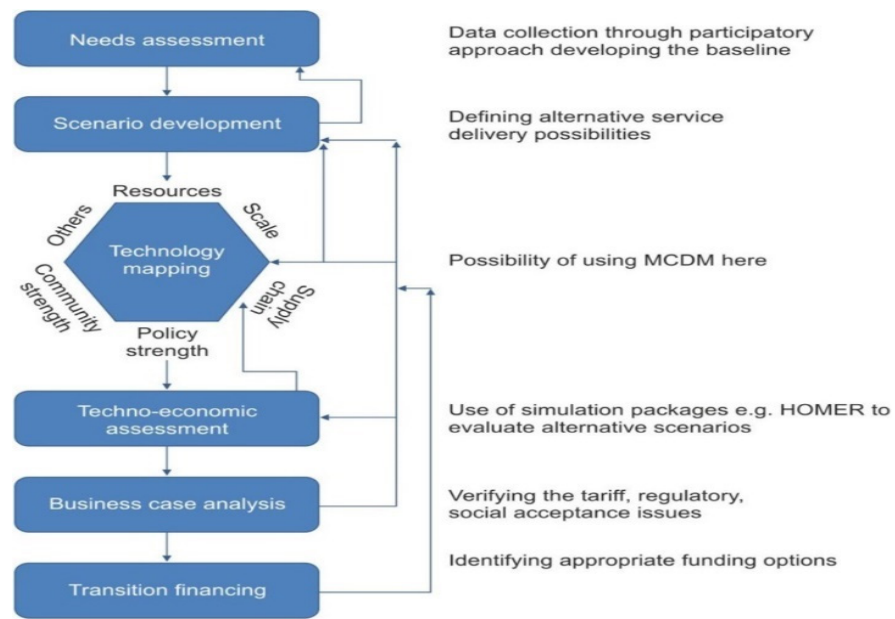 Needs assessment
Data collection through participatory
approach developing the baseline
Scenario development
Defining alternative service
delivery possibilities
Resources
Others
Scale
Technology
mapping
Possibility of using MCDM here
Community
strength
Supply
chain
Policy
strength
Techno-economic
assessment
Use of simulation packages e.g. HOMER to
evaluate alternative scenarios
Business case analysis
Verifying the tariff, regulatory,
social acceptance issues
Identifying appropriate funding options
Transition financing